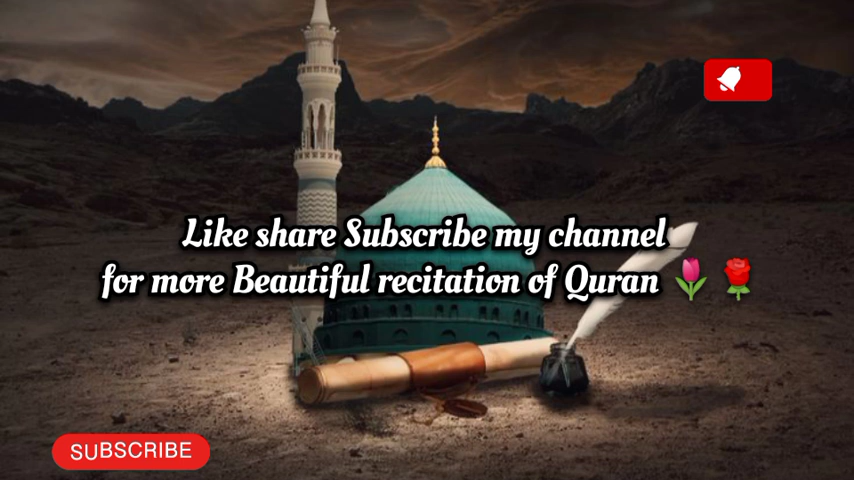 Like share Subscribe my channel
for more Beautiful recitation of Quran 🌷🌹
SUBSCRIBE